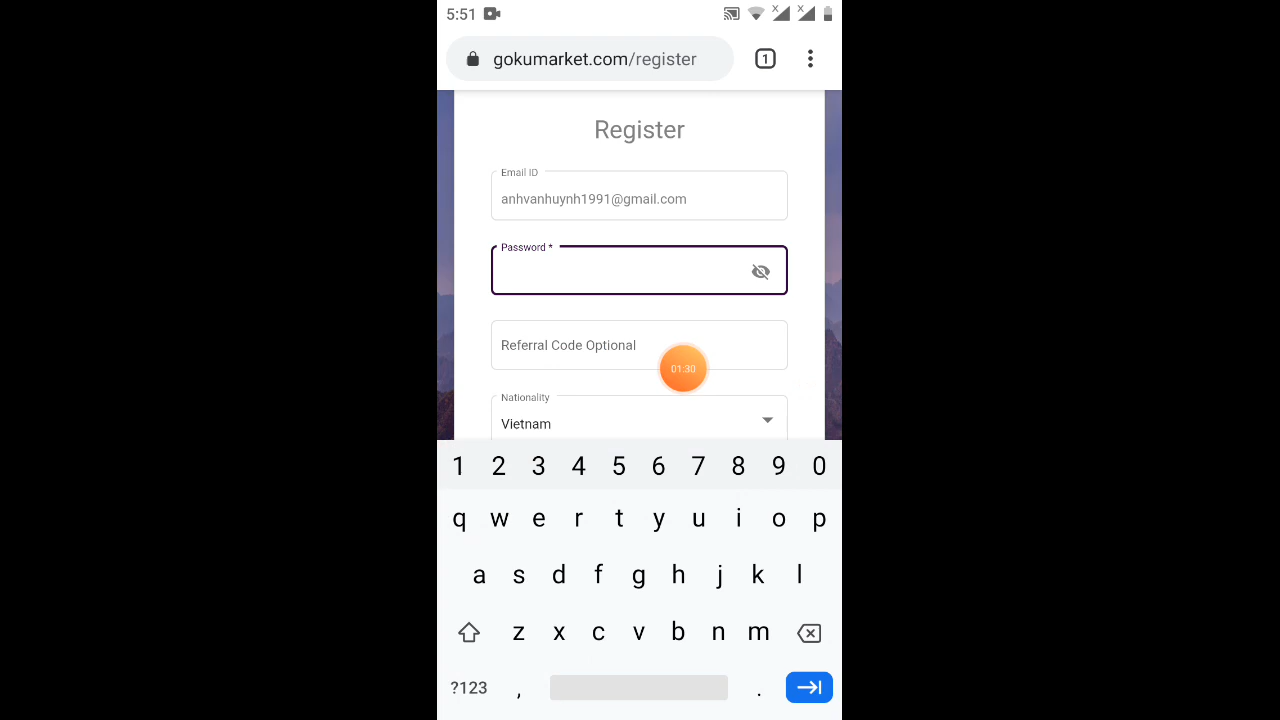 5:51
gokumarket.com/register
1
Register
Email ID
anhvanhuynh1991@gmail.com
Password *
Referral Code Optional
01:30
Nationality
Vietnam
1 2 3 4 5 6 7 8 9 0
q w e r t y u i o p
a s d f g h j k l
z x c v b n m
?123 , .